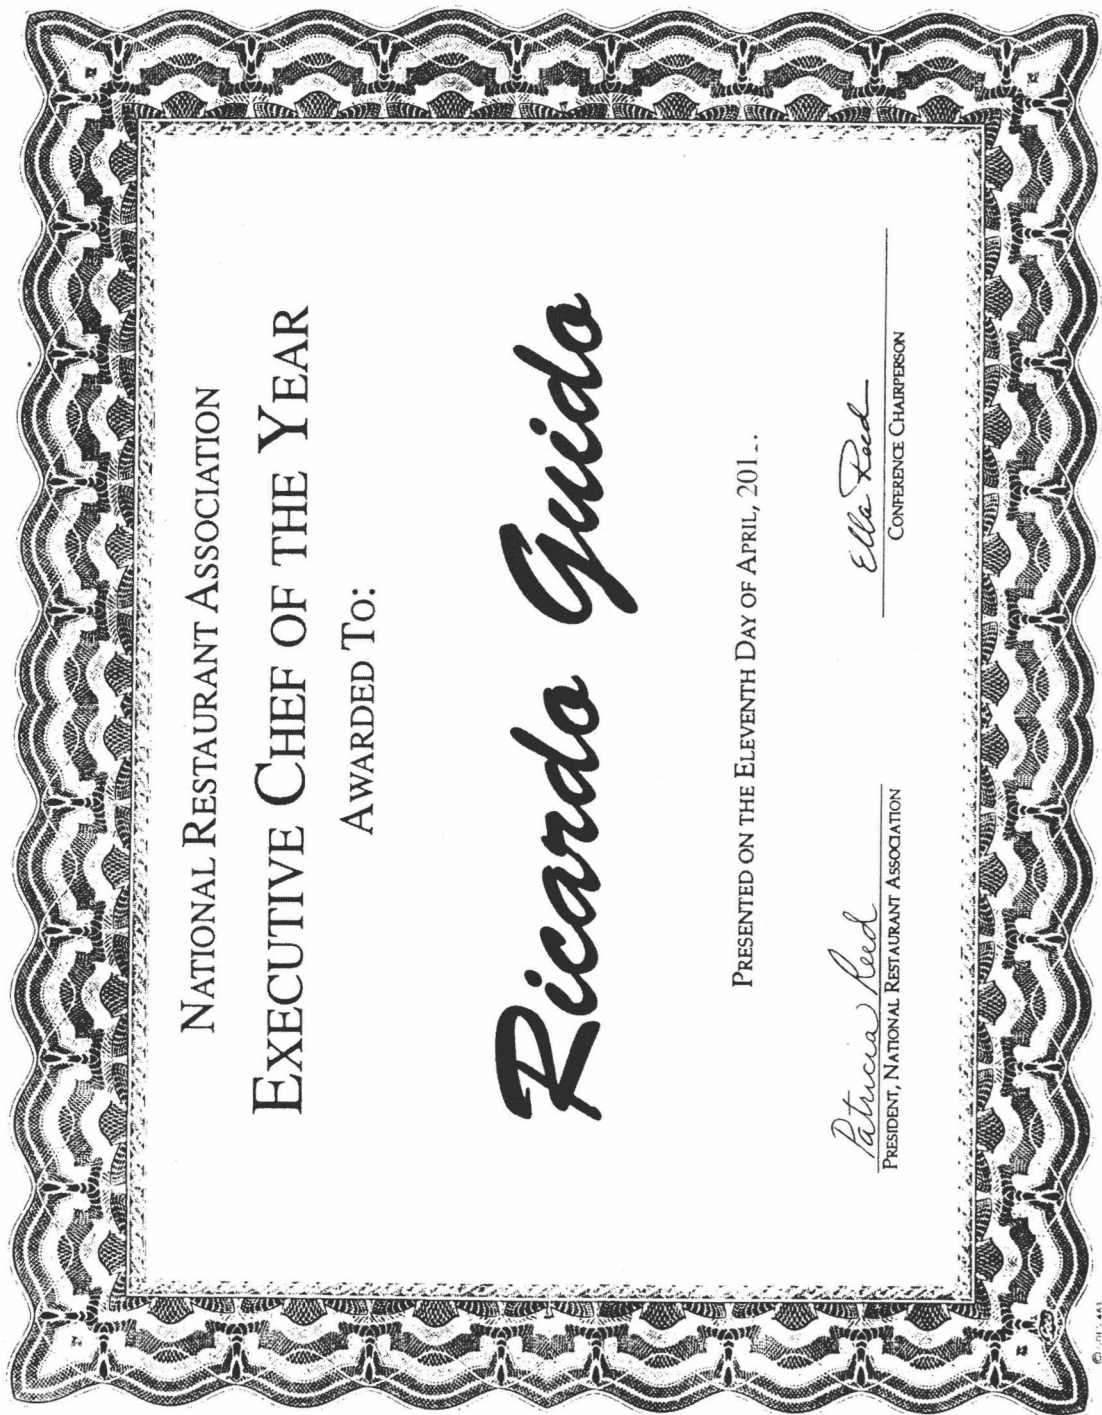 NATIONAL RESTAURANT ASSOCIATION
EXECUTIVE CHEF OF THE YEAR
AWARDED TO:
Ricardo Guido
PRESENTED ON THE ELEVENTH DAY OF APRIL, 201
Patricia Reed
PRESIDENT, NATIONAL RESTAURANT ASSOCIATION
Ella Reed
CONFERENCE CHAIRPERSON